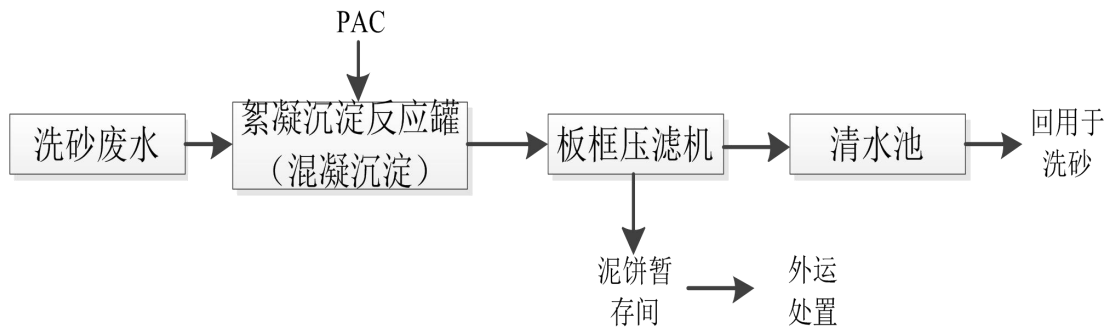 PAC
洗砂废水
絮凝沉淀反应罐
（混凝沉淀）
板框压滤机
清水池
回用于
洗砂
泥饼暂
存间
外运
处置